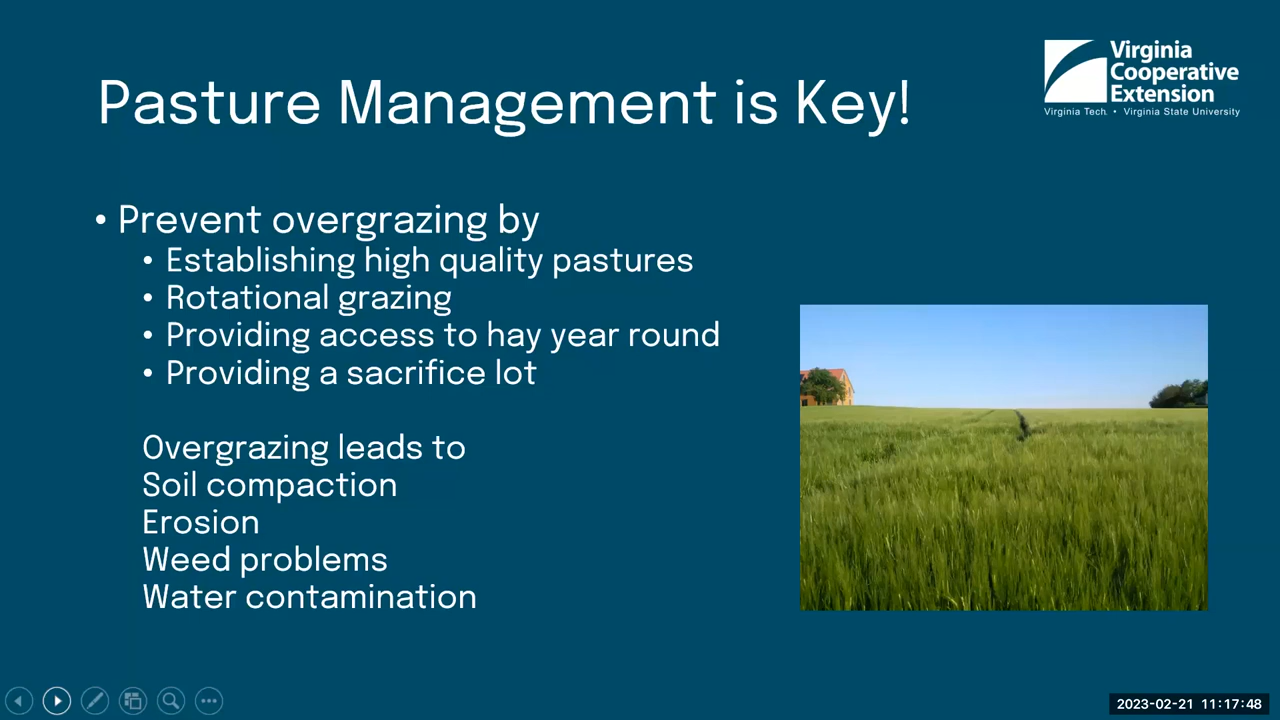 Virginia
Cooperative
Extension
Virginia Tech. • Virginia State University
Pasture Management is Key!
• Prevent overgrazing by
• Establishing high quality pastures
• Rotational grazing
• Providing access to hay year round
• Providing a sacrifice lot
Overgrazing leads to
Soil compaction
Erosion
Weed problems
Water contamination
2023-02-21 11:17:48